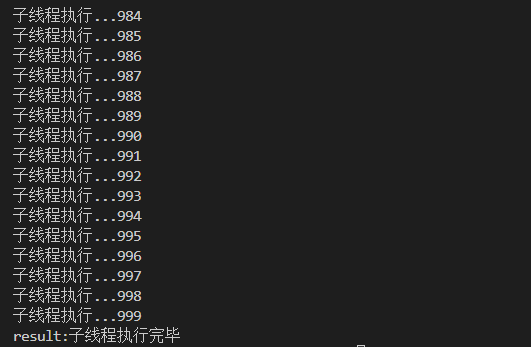 子线程执行...984
子线程执行...985
子线程执行...986
子线程执行...987
子线程执行...988
子线程执行...989
子线程执行...990
子线程执行...991
子线程执行...992
子线程执行...993
子线程执行...994
子线程执行...995
子线程执行...996
子线程执行...997
子线程执行...998
子线程执行...999
result:子线程执行完毕